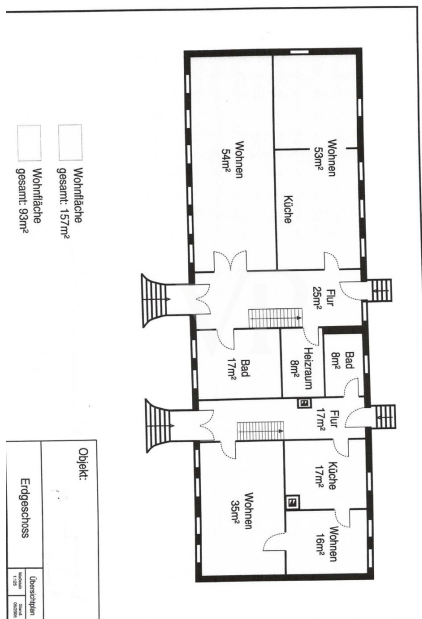 Wohnen
53m²
Wohnen
54m²
Küche
Flur
25m²
Bad
17m²
Heizraum
8m²
Bad
8m²
Flur
17m²
Küche
17m²
Wohnen
16m²
Wohnen
35m²
Wohnfläche
gesamt: 157m²
Wohnfläche
gesamt: 93m²
Objekt:
Erdgeschoss
Übersichtsplan